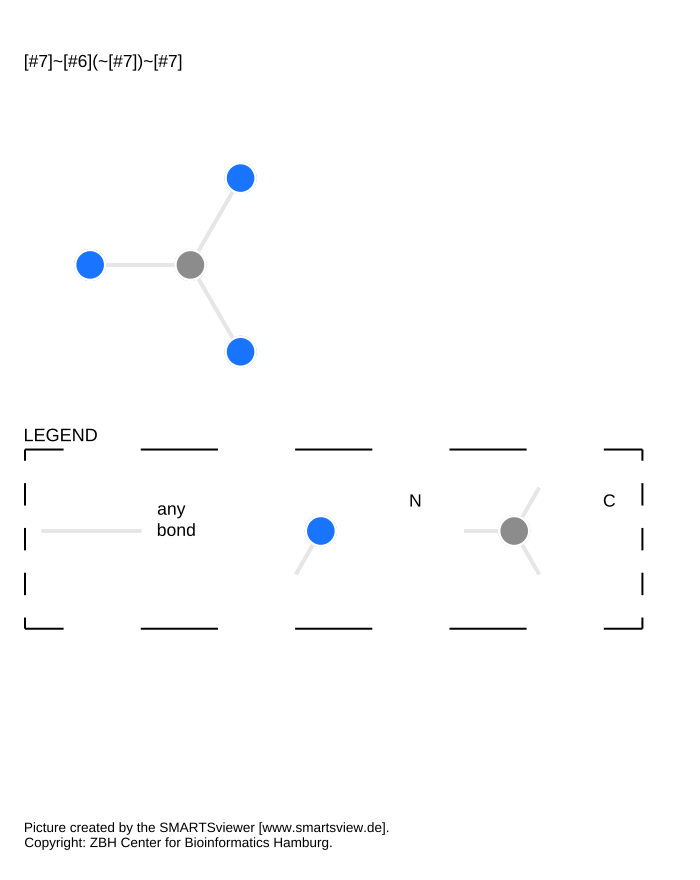 [#7]~[#6](~[#7])~[#7]
LEGEND
any
bond
N
C
Picture created by the SMARTSviewer [www.smartsview.de].
Copyright: ZBH Center for Bioinformatics Hamburg.